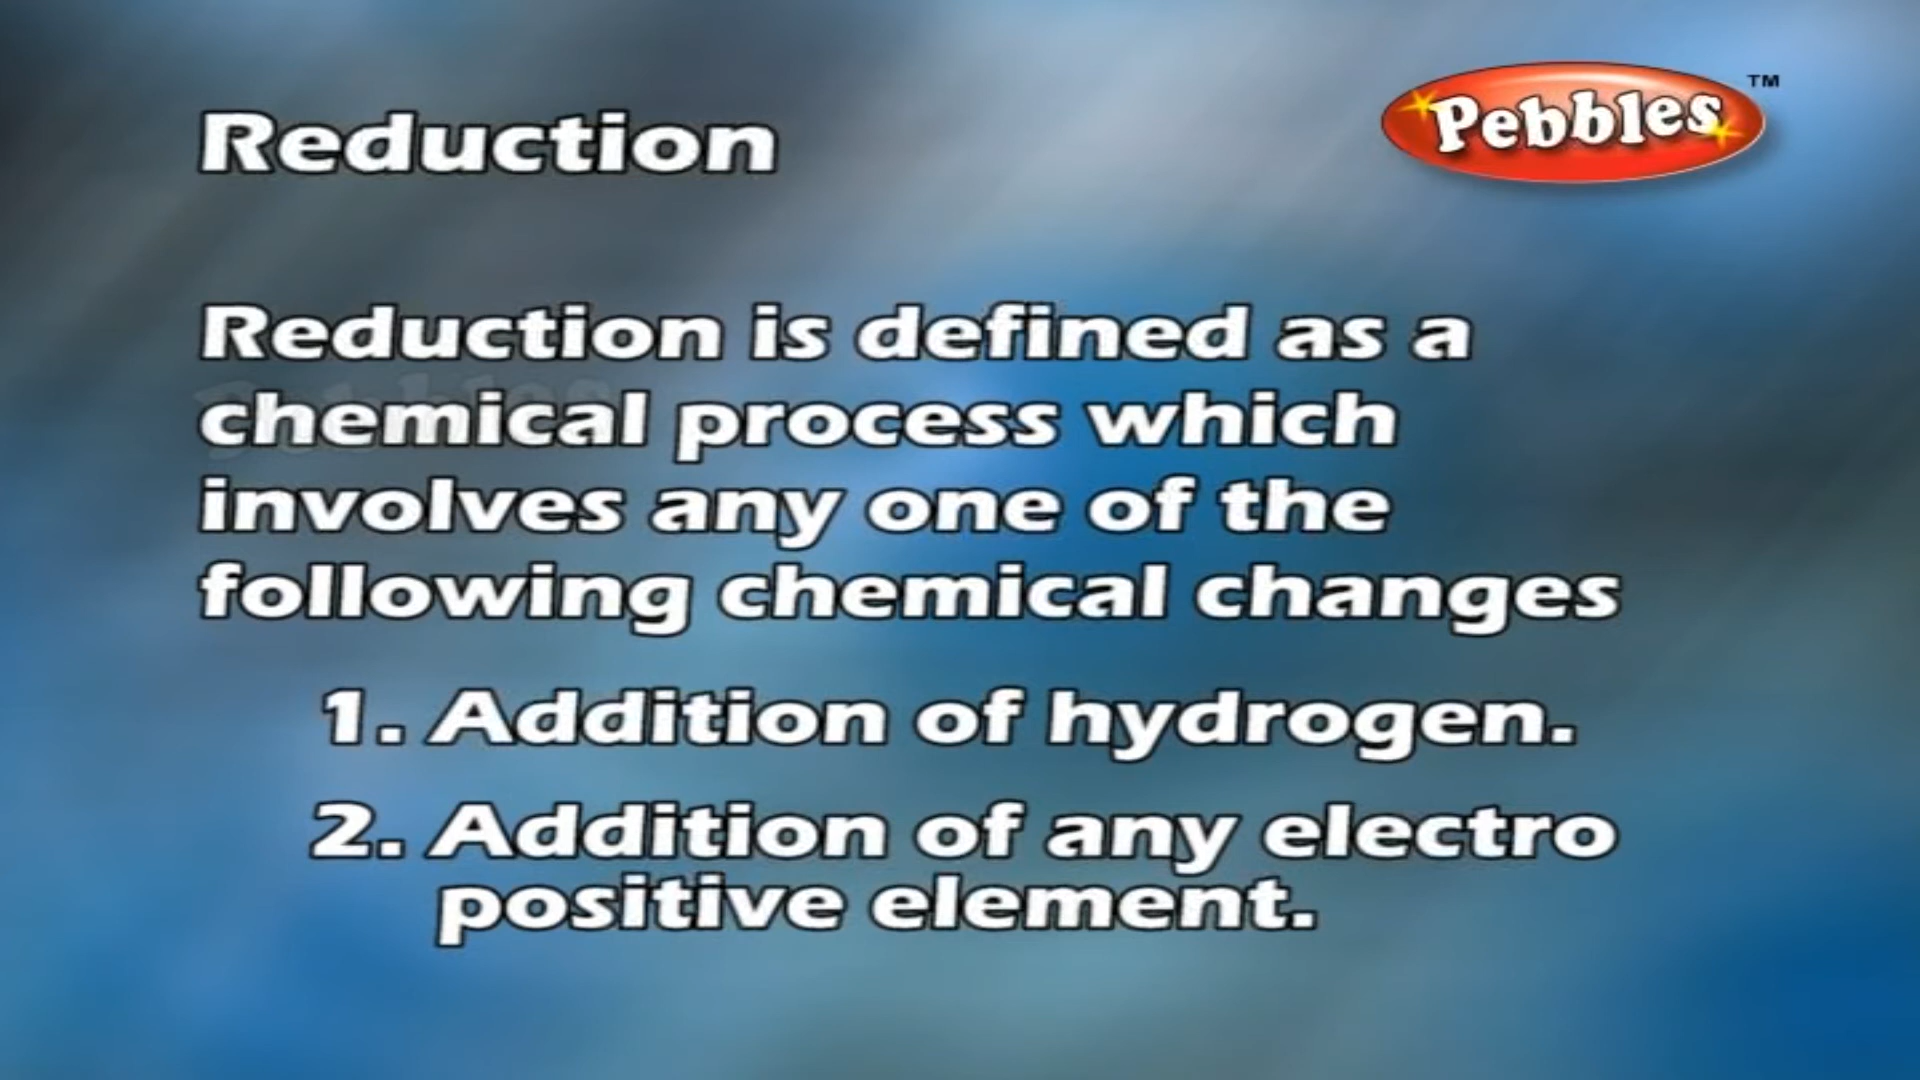 Reduction
Pebbles TM
Reduction is defined as a
chemical process which
involves any one of the
following chemical changes
1. Addition of hydrogen.
2. Addition of any electro
positive element.